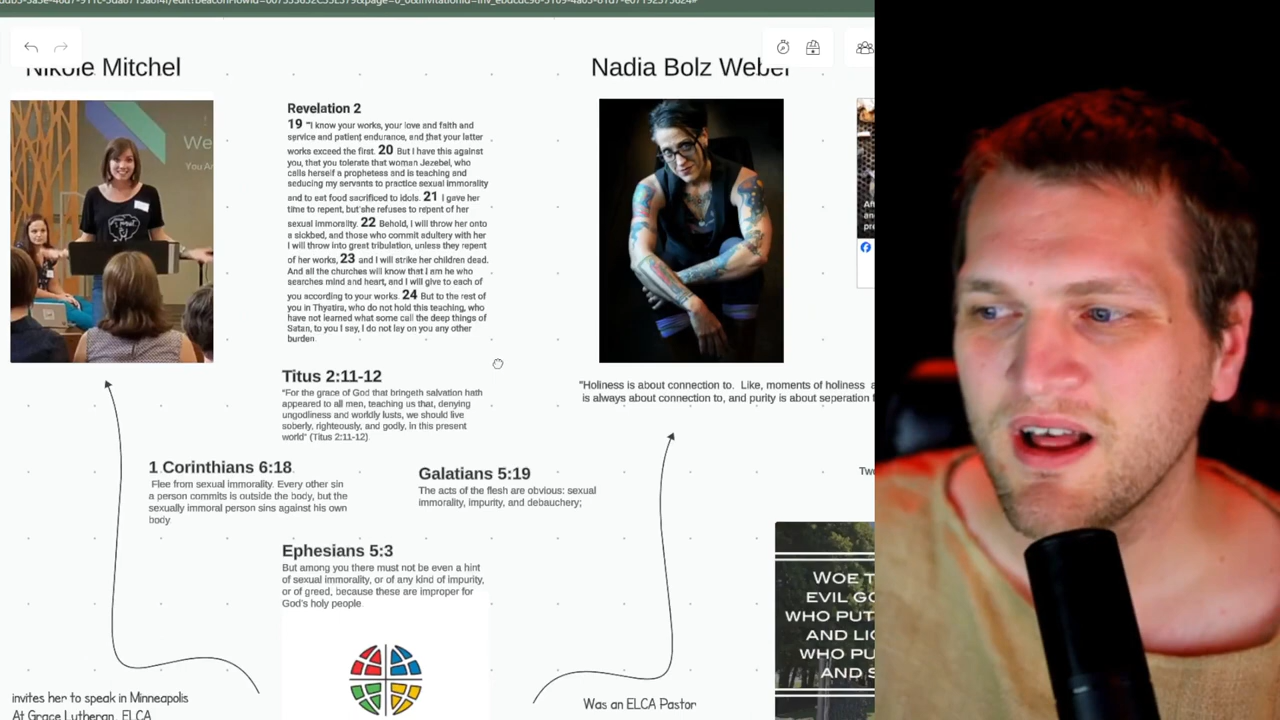 Nikole Mitchel
Nadia Bolz Weber
We
You Ar
Revelation 2
19 "'I know your works, your love and faith and
service and patient endurance, and that your latter
works exceed the first. 20 But I have this against
you, that you tolerate that woman Jezebel, who
calls herself a prophetess and is teaching and
seducing my servants to practice sexual immorality
and to eat food sacrificed to idols. 21 I gave her
time to repent, but she refuses to repent of her
sexual immorality. 22 Behold, I will throw her onto
a sickbed, and those who commit adultery with her
I will throw into great tribulation, unless they repent
of her works, 23 and I will strike her children dead.
And all the churches will know that I am he who
searches mind and heart, and I will give to each of
you according to your works. 24 But to the rest of
you in Thyatira, who do not hold this teaching, who
have not learned what some call the deep things of
Satan, to you I say, I do not lay on you any other
burden.
Titus 2:11-12
"For the grace of God that bringeth salvation hath
appeared to all men, teaching us that, denying
ungodliness and worldly lusts, we should live
soberly, righteously, and godly, in this present
world" (Titus 2:11-12)
1 Corinthians 6:18
Flee from sexual immorality. Every other sin
a person commits is outside the body, but the
sexually immoral person sins against his own
body
Galatians 5:19
The acts of the flesh are obvious: sexual
immorality, impurity, and debauchery;
Ephesians 5:3
But among you there must not be even a hint
of sexual immorality, or of any kind of impurity,
or of greed, because these are improper for
God's holy people
"Holiness is about connection to. Like, moments of holiness a
is always about connection to, and purity is about seperation f
Aft
and
pre
Two
WOE T
EVIL GO
WHO PUT
AND LIG
WHO PU
AND S
invites her to speak in Minneapolis
At Grace Lutheran, ELCA
Was an ELCA Pastor